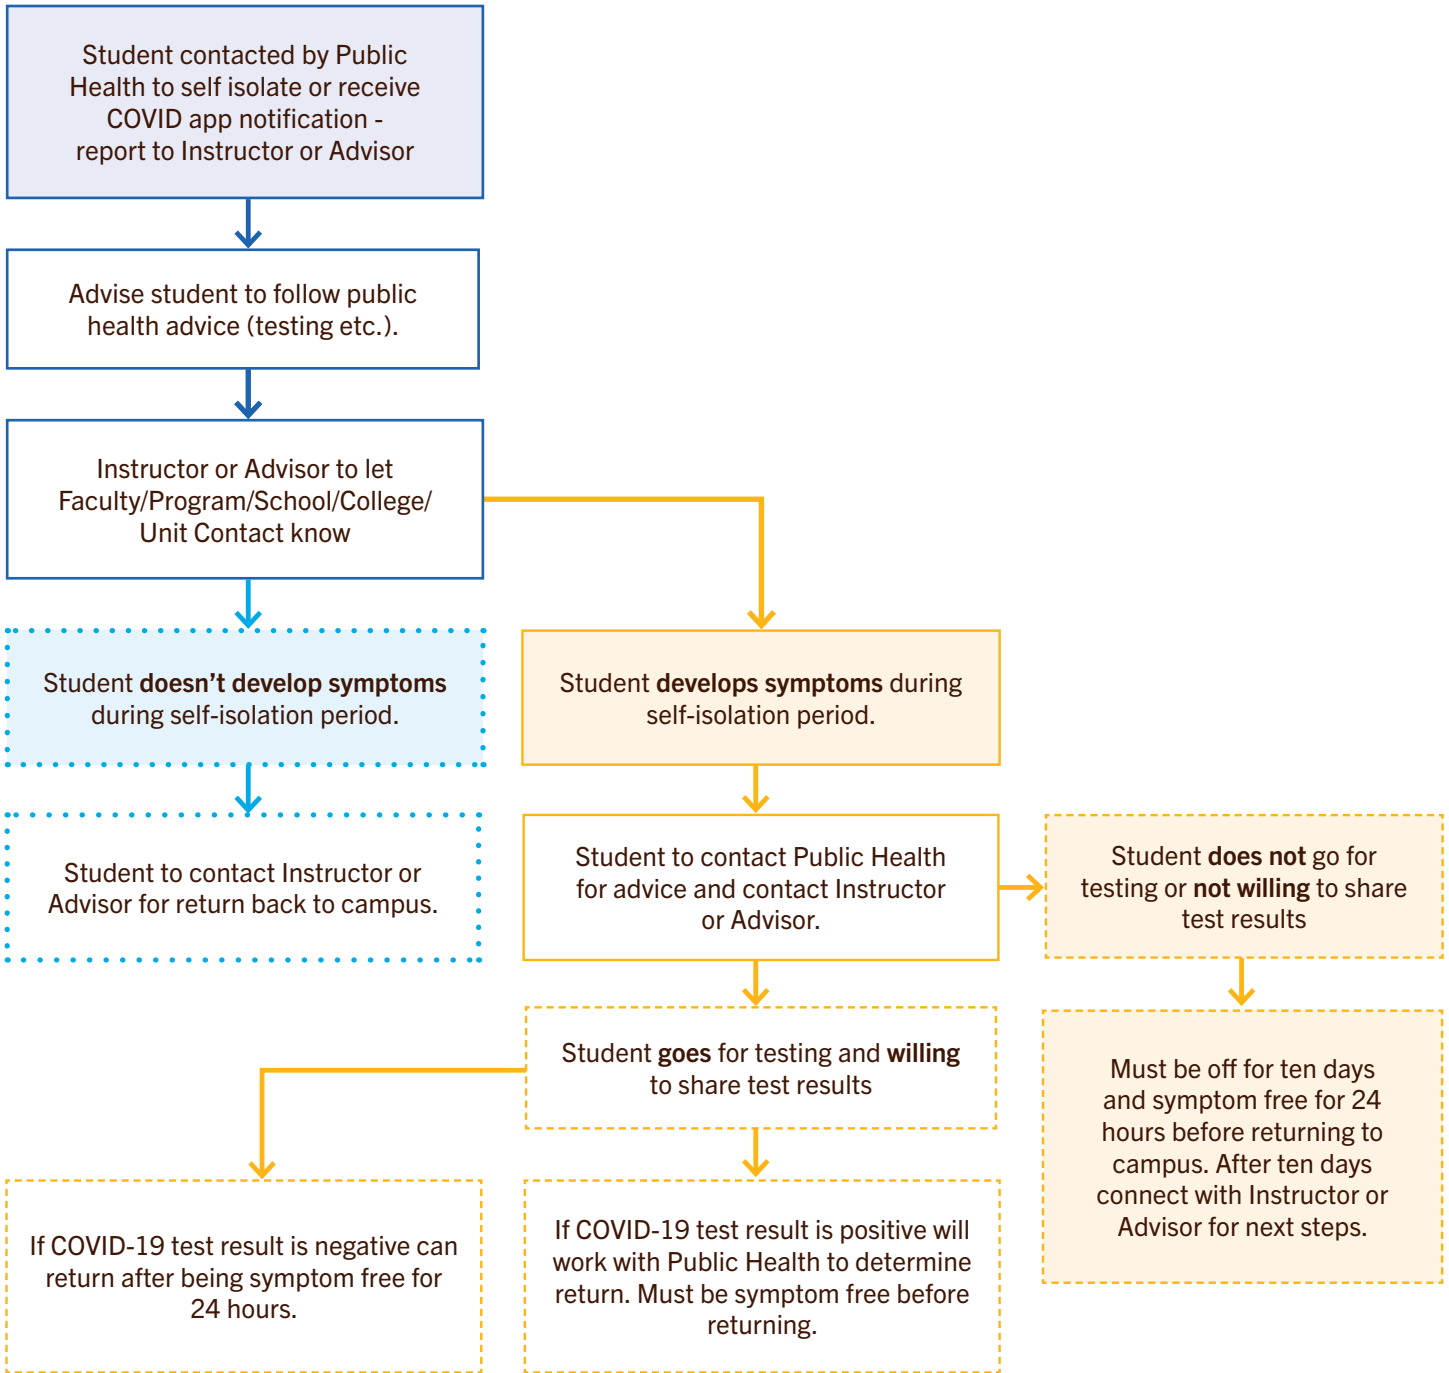 Student contacted by Public
Health to self isolate or receive
COVID app notification -
report to Instructor or Advisor
Advise student to follow public
health advice (testing etc.).
Instructor or Advisor to let
Faculty/Program/School/College/
Unit Contact know
Student doesn't develop symptoms
during self-isolation period.
Student develops symptoms during
self-isolation period.
Student to contact Instructor or
Advisor for return back to campus.
Student to contact Public Health
for advice and contact Instructor
or Advisor.
Student does not go for
testing or not willing to share
test results
Student goes for testing and willing
to share test results
Must be off for ten days
and symptom free for 24
hours before returning to
campus. After ten days
connect with Instructor or
Advisor for next steps.
If COVID-19 test result is negative can
return after being symptom free for
24 hours.
If COVID-19 test result is positive will
work with Public Health to determine
return. Must be symptom free before
returning.